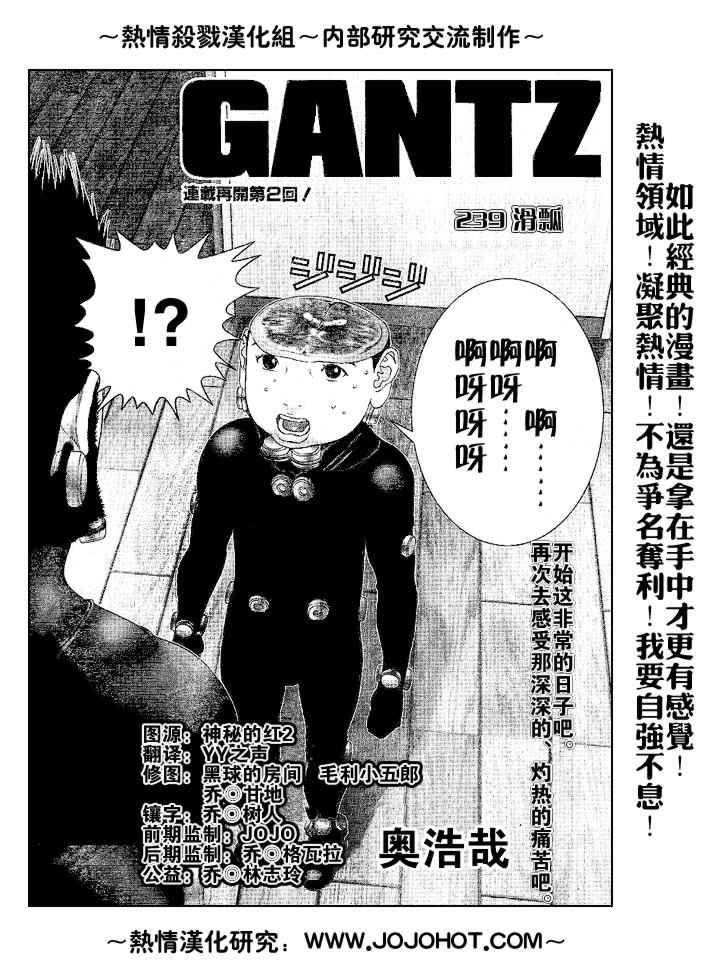 ～熱情殺戮漢化組～内部研究交流制作～
GANTZ
連載再開第2回！
239 滑瓢
ジジジジ
!?
啊啊啊
呀呀
呀……啊……
呀
开始这非常的日子吧。
再次去感受那深深的、灼热的痛苦吧。
如此經典的漫畫！還是拿在手中才更有感覺！
熱情領域！凝聚熱情！不為爭名奪利！我要自強不息！
图源：神秘的红2
翻译：YY之声
修图：黑球的房间 毛利小五郎
乔◎甘地
镶字：乔◎树人
前期监制：JOJO
后期监制：乔◎格瓦拉
公益：乔◎林志玲
奥浩哉
～熱情漢化研究：WWW.JOJOHOT.COM～